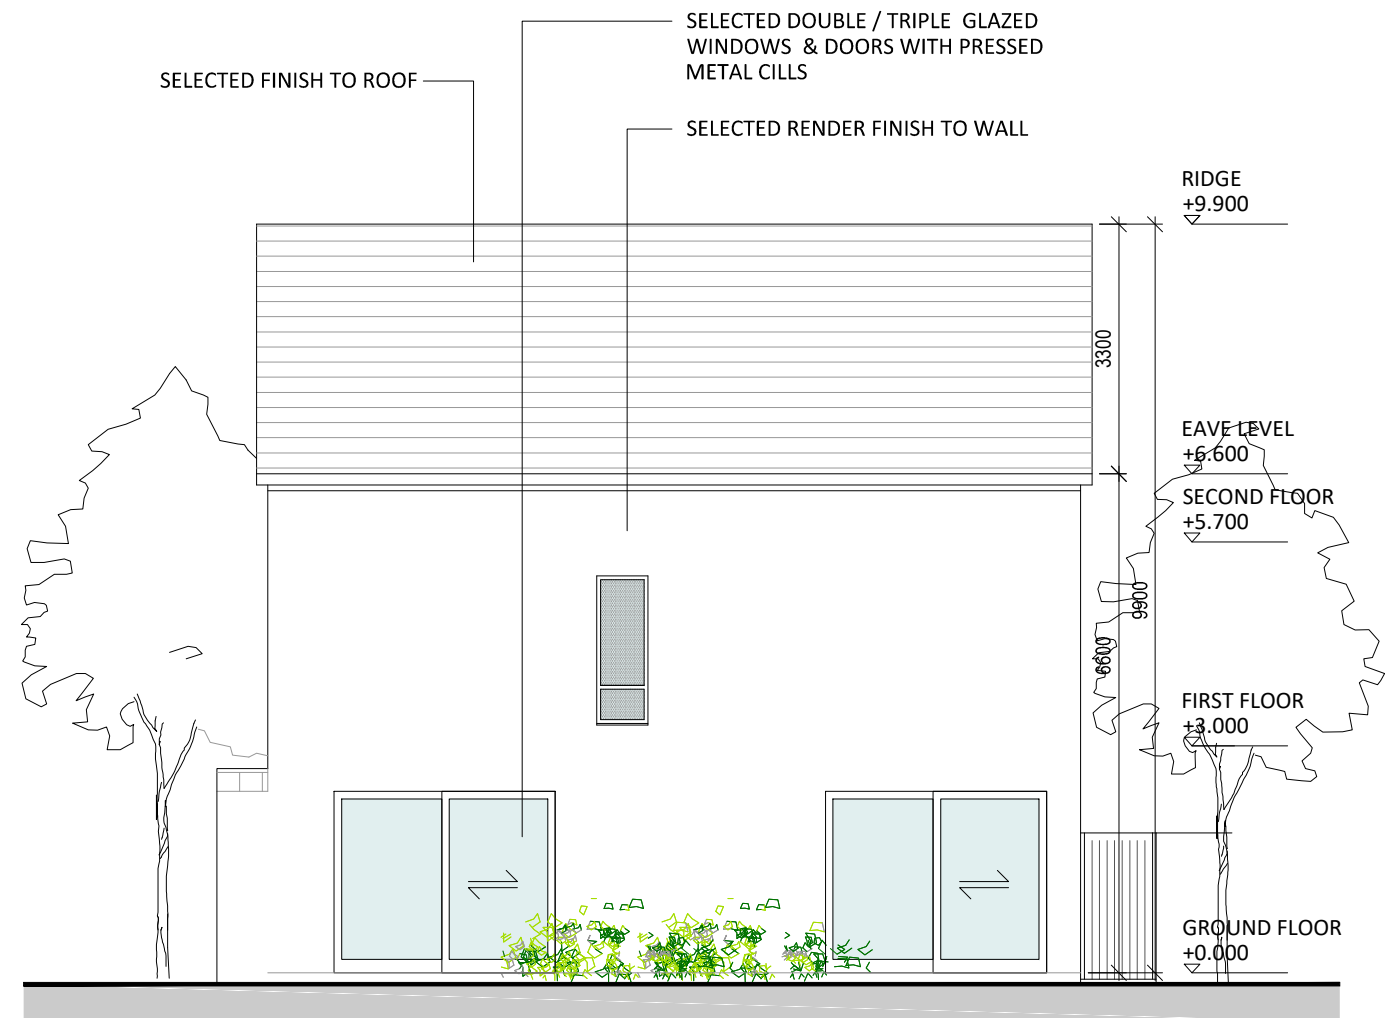 SELECTED DOUBLE / TRIPLE GLAZED
WINDOWS & DOORS WITH PRESSED
METAL CILLS
SELECTED FINISH TO ROOF
SELECTED RENDER FINISH TO WALL
RIDGE
+9.900
3300
EAVE LEVEL
+6.600
SECOND FLOOR
+5.700
9900
6600
FIRST FLOOR
+3.000
GROUND FLOOR
+0.000